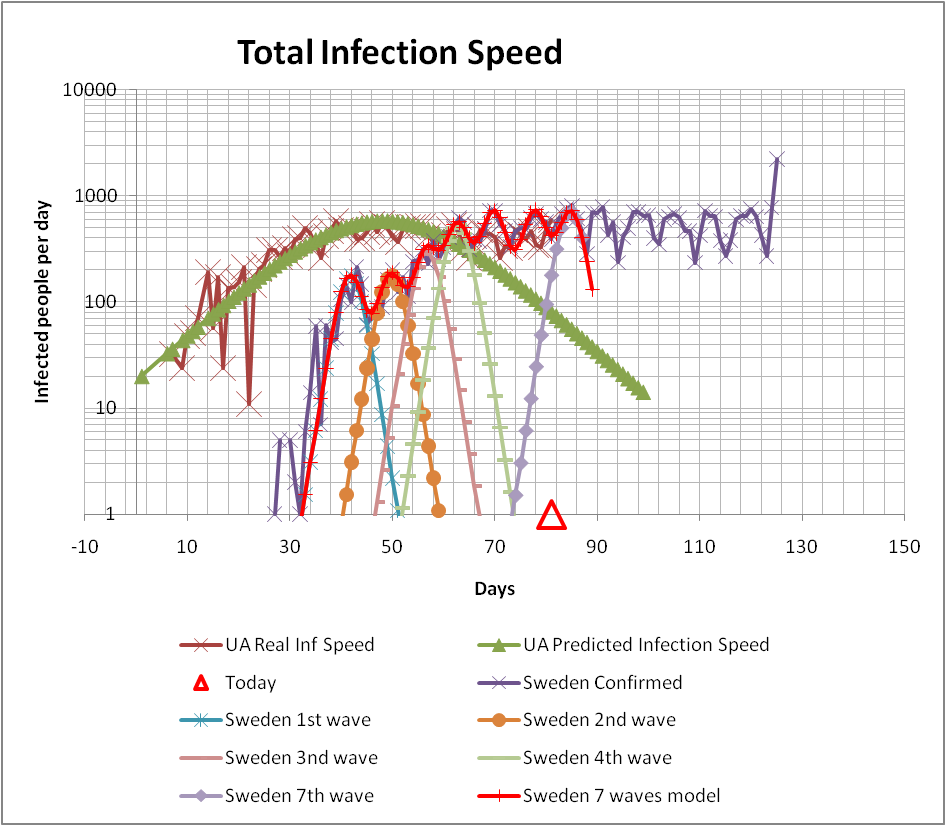 Total Infection Speed
10000
1000
100
10
1
Infected people per day
-10 10 30 50 70 90 110 130 150
Days
UA Real Inf Speed UA Predicted Infection Speed
Today Sweden Confirmed
Sweden 1st wave Sweden 2nd wave
Sweden 3nd wave Sweden 4th wave
Sweden 7th wave Sweden 7 waves model